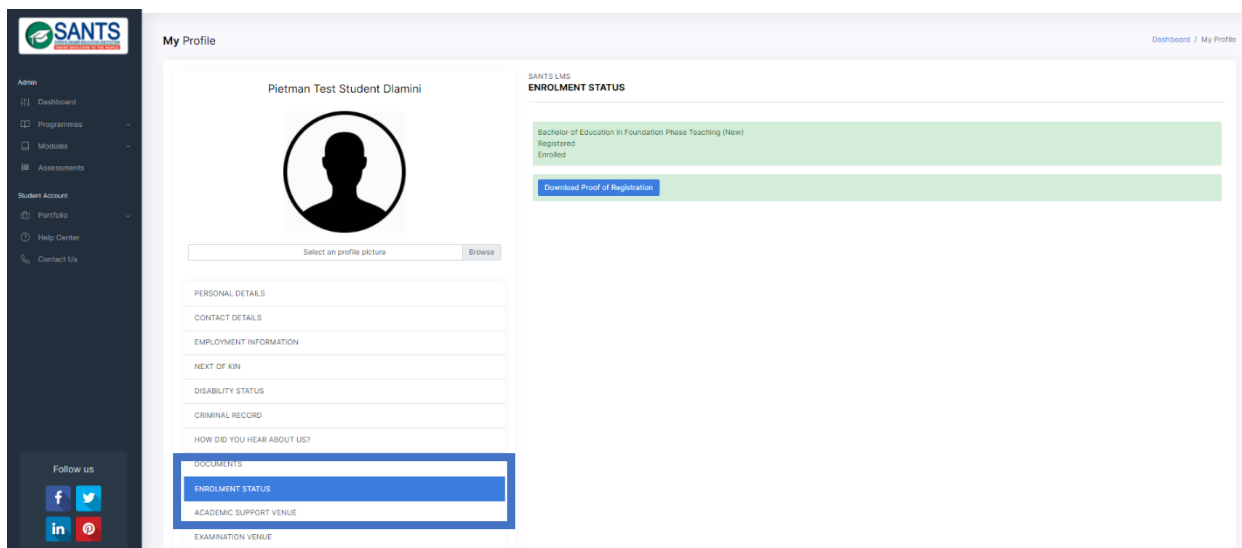 SANTS
My Profile
Dashboard / My Profile
Admin
Dashboard
Programmes
Modules
Assessments
Student Account
Portfolio
Help Center
Contact Us
Follow us
f
in
Pietman Test Student Dlamini
Select an profile picture
Browse
PERSONAL DETAILS
CONTACT DETAILS
EMPLOYMENT INFORMATION
NEXT OF KIN
DISABILITY STATUS
CRIMINAL RECORD
HOW DID YOU HEAR ABOUT US?
DOCUMENTS
ENROLMENT STATUS
ACADEMIC SUPPORT VENUE
EXAMINATION VENUE
SANTS LMS
ENROLMENT STATUS
Bachelor of Education in Foundation Phase Teaching (New)
Registered
Enrolled
Download Proof of Registration